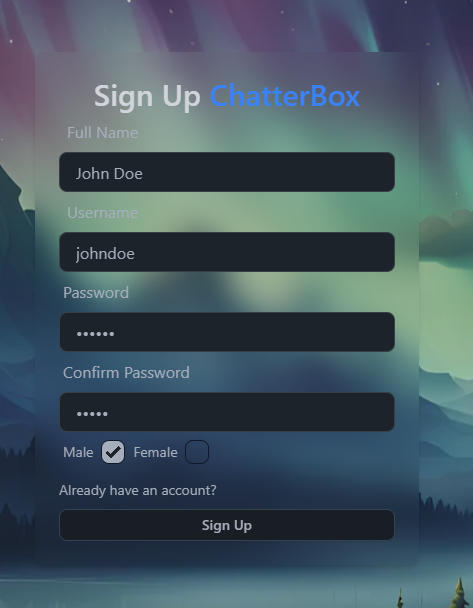 Sign Up ChatterBox
Full Name
John Doe
Username
johndoe
Password
••••••
Confirm Password
•••••
Male Female
Already have an account?
Sign Up